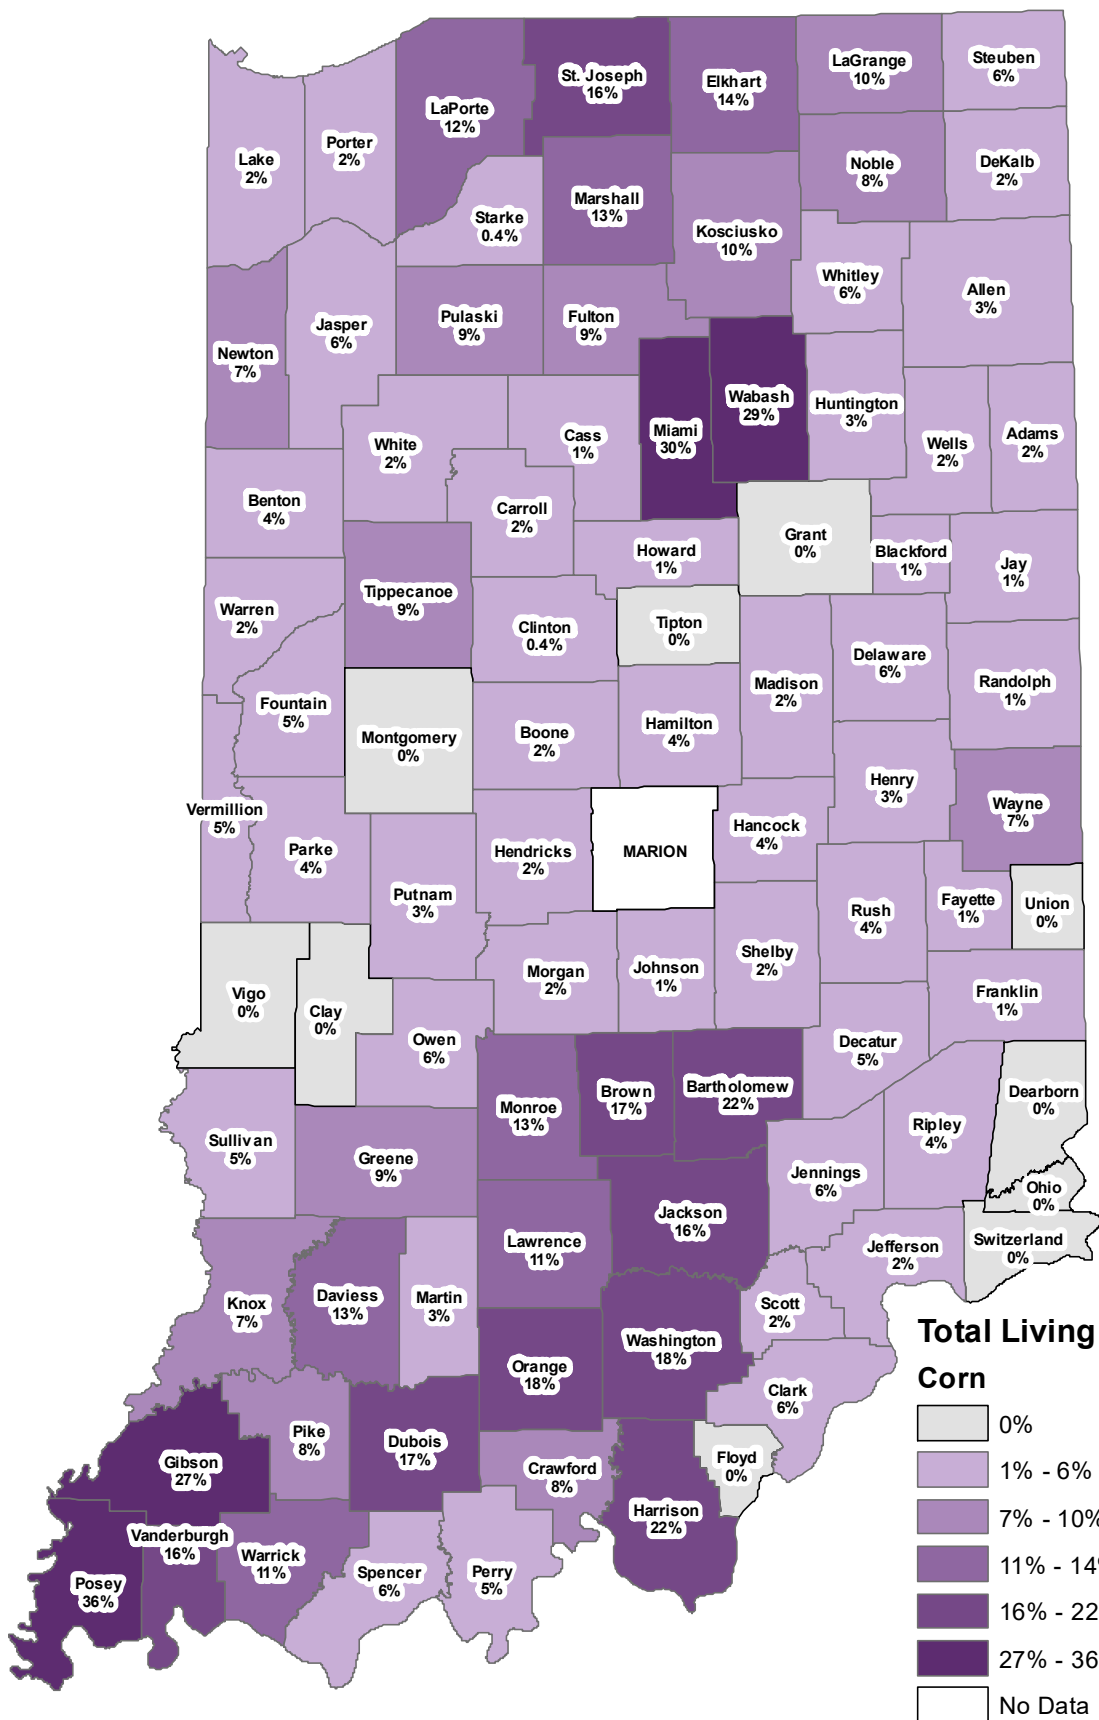 St. Joseph
16%
Elkhart
14%
LaGrange
10%
Steuben
6%
LaPorte
12%
Lake
2%
Porter
2%
Noble
8%
DeKalb
2%
Starke
0.4%
Marshall
13%
Kosciusko
10%
Whitley
6%
Allen
3%
Newton
7%
Jasper
6%
Pulaski
9%
Fulton
9%
Miami
30%
Wabash
29%
Huntington
3%
Wells
2%
Adams
2%
White
2%
Cass
1%
Benton
4%
Carroll
2%
Howard
1%
Grant
0%
Blackford
1%
Jay
1%
Warren
2%
Tippecanoe
9%
Clinton
0.4%
Tipton
0%
Madison
2%
Delaware
6%
Randolph
1%
Fountain
5%
Montgomery
0%
Boone
2%
Hamilton
4%
Henry
3%
Wayne
7%
Vermillion
5%
Parke
4%
Putnam
3%
Hendricks
2%
MARION
Hancock
4%
Rush
4%
Fayette
1%
Union
0%
Vigo
0%
Clay
0%
Owen
6%
Morgan
2%
Johnson
1%
Shelby
2%
Franklin
1%
Decatur
5%
Sullivan
5%
Greene
9%
Monroe
13%
Brown
17%
Bartholomew
22%
Ripley
4%
Dearborn
0%
Jennings
6%
Ohio
0%
Switzerland
0%
Jackson
16%
Lawrence
11%
Jefferson
2%
Knox
7%
Daviess
13%
Martin
3%
Scott
2%
Washington
18%
Orange
18%
Clark
6%
Gibson
27%
Pike
8%
Dubois
17%
Crawford
8%
Harrison
22%
Floyd
0%
Posey
36%
Vanderburgh
16%
Warrick
11%
Spencer
6%
Perry
5%
Total Living
Corn
0%
1% - 6%
7% - 10%
11% - 14%
16% - 22
27% - 36
No Data